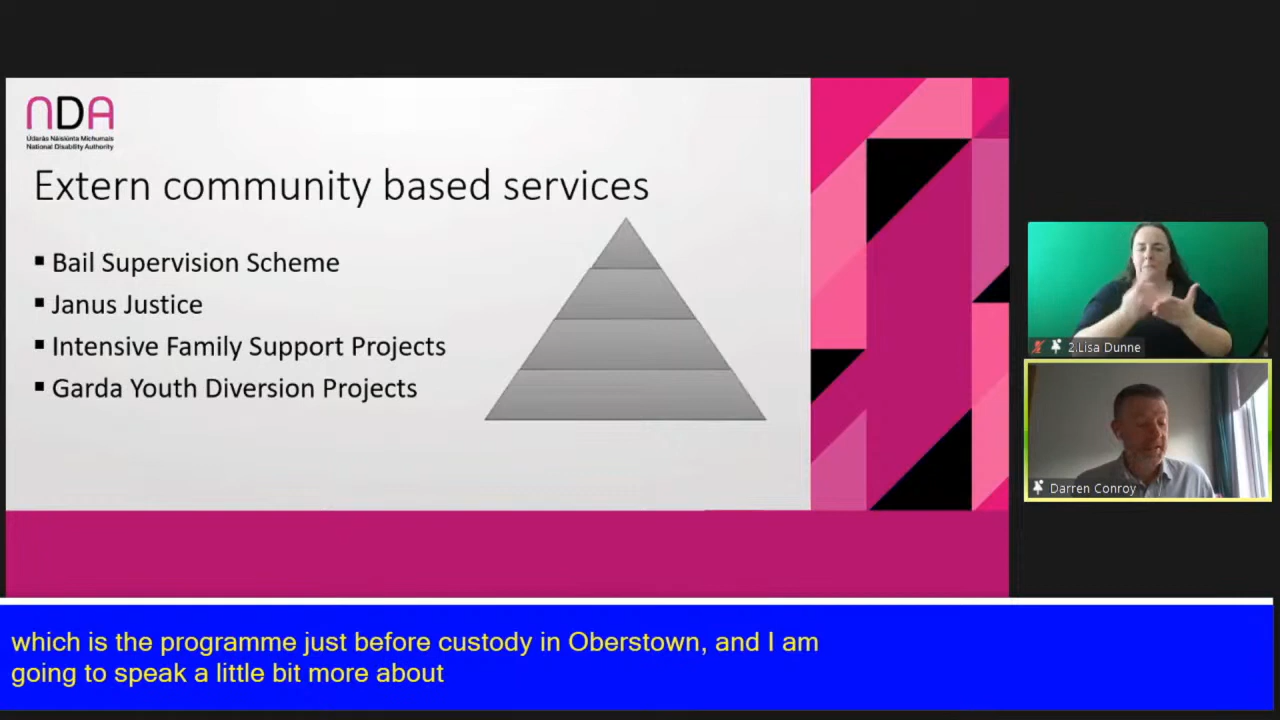 nDA
Údarás Náisiúnta Míchumais
National Disability Authority
Extern community based services
▪ Bail Supervision Scheme
▪ Janus Justice
▪ Intensive Family Support Projects
▪ Garda Youth Diversion Projects
2.Lisa Dunne
Darren Conroy
which is the programme just before custody in Oberstown, and I am
going to speak a little bit more about